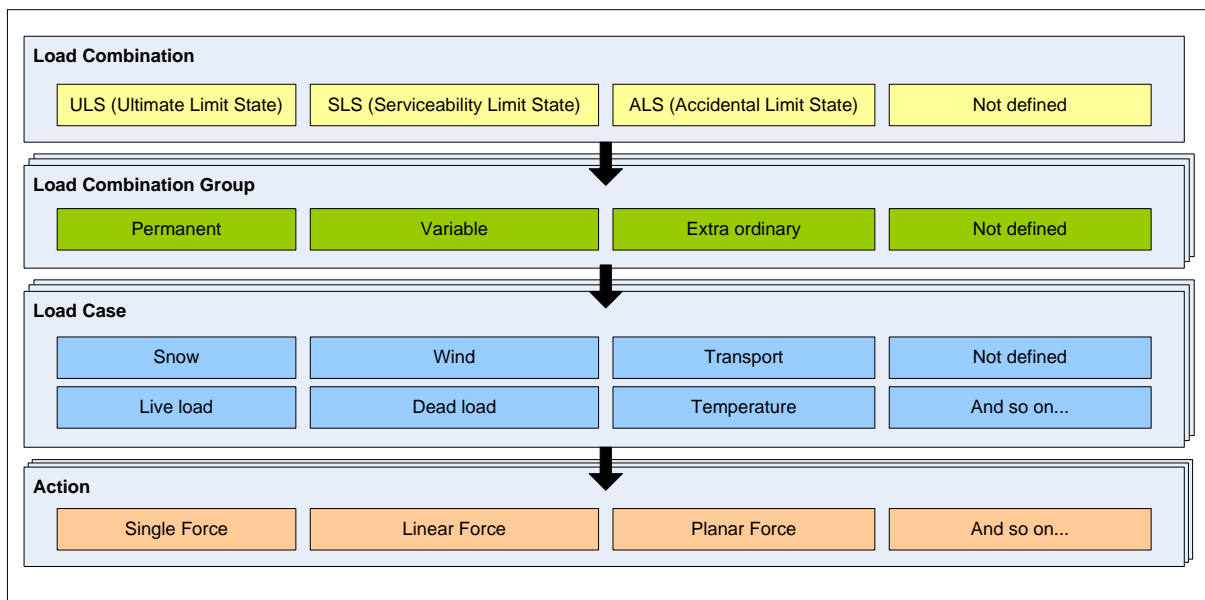 Load Combination
ULS (Ultimate Limit State)
SLS (Serviceability Limit State)
ALS (Accidental Limit State)
Not defined
Load Combination Group
Permanent
Variable
Extra ordinary
Not defined
Load Case
Snow
Wind
Transport
Not defined
Live load
Dead load
Temperature
And so on...
Action
Single Force
Linear Force
Planar Force
And so on...